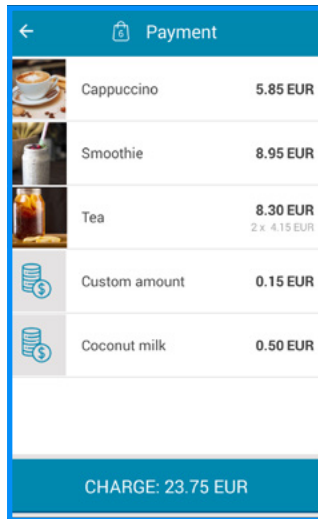 6 Payment
Cappuccino 5.85 EUR
Smoothie 8.95 EUR
Tea 8.30 EUR
2 x 4.15 EUR
Custom amount 0.15 EUR
Coconut milk 0.50 EUR
CHARGE: 23.75 EUR